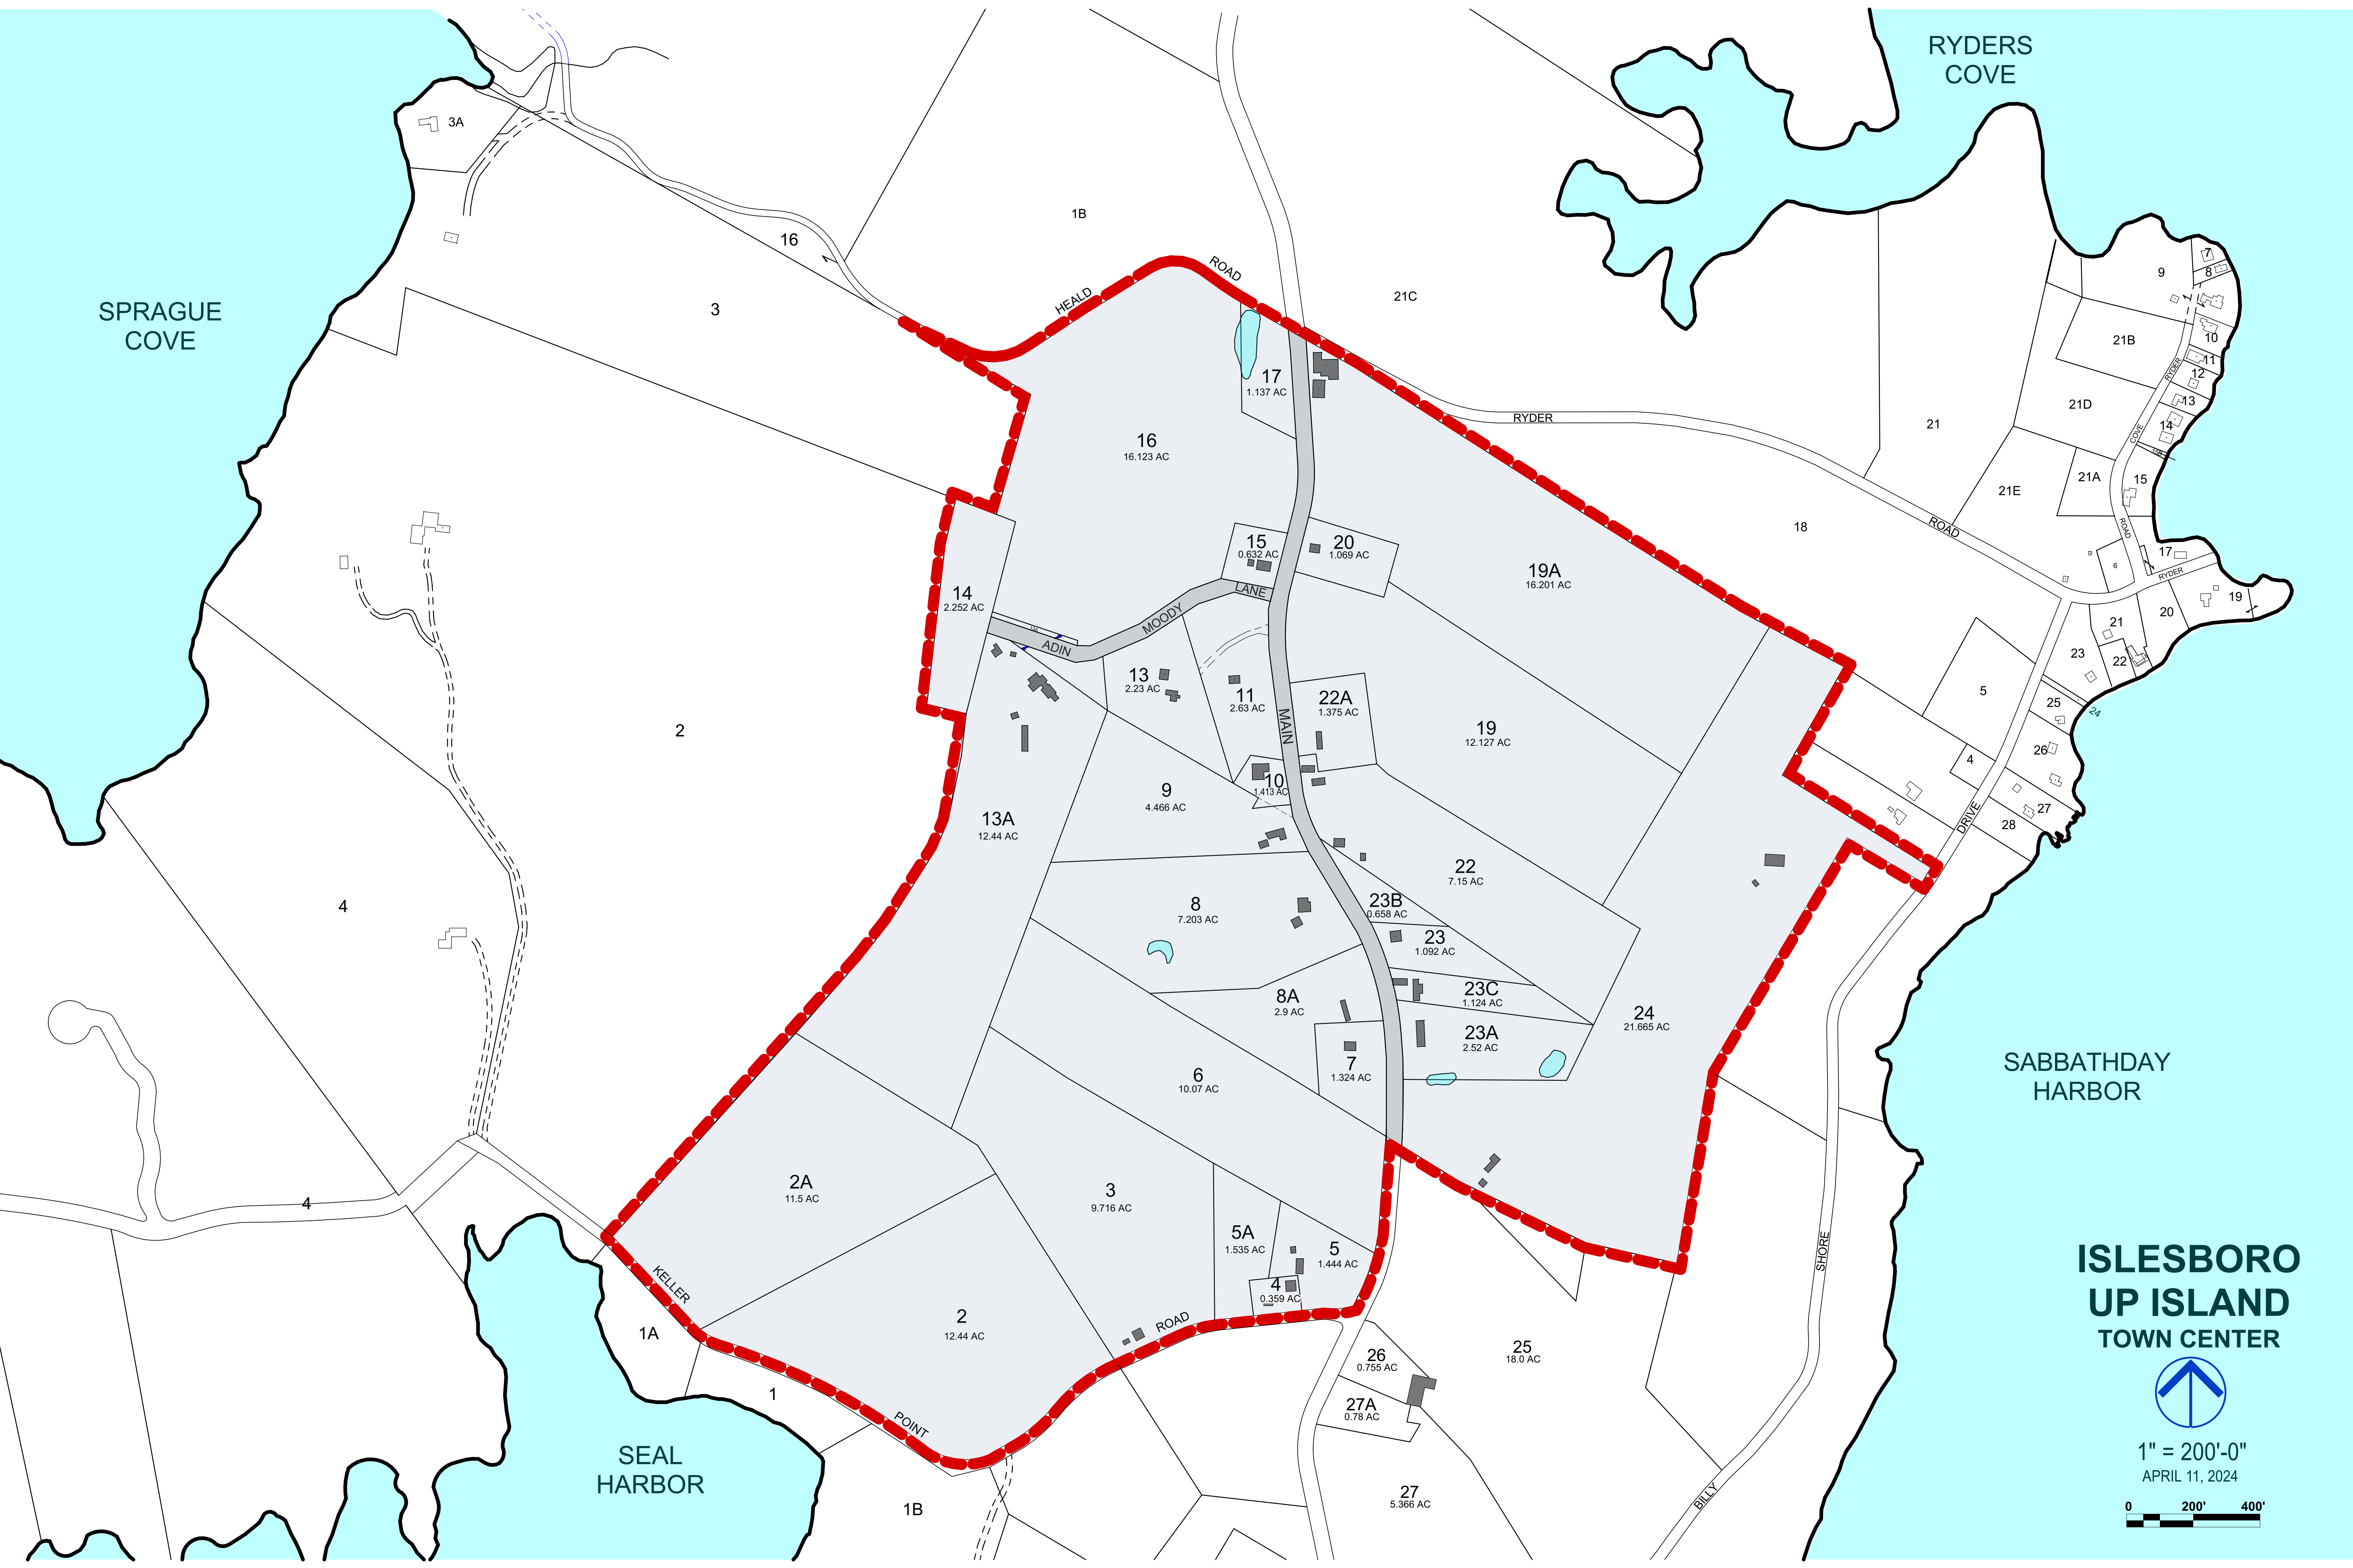 RYDERS
COVE
3A
1B
16
ROAD
HEALD
21C
3
SPRAGUE
COVE
7
8
9
10
21B
11
12
RYDER
13
21D
14
COVE
21
17
1.137 AC
RYDER
16
16.123 AC
21A
15
21E
ROAD
18
ROAD
15
0.632 AC
20
1.069 AC
17
6
RYDER
19A
16.201 AC
14
2.252 AC
LANE
MOODY
ADIN
19
20
21
23
22
13
2.23 AC
11
2.63 AC
22A
1.375 AC
5
25
24
MAIN
19
12.127 AC
2
26
4
10
1.413 AC
9
4.466 AC
27
28
DRIVE
13A
12.44 AC
22
7.15 AC
4
8
7.203 AC
23B
0.658 AC
23
1.092 AC
8A
2.9 AC
23C
1.124 AC
24
21.665 AC
23A
2.52 AC
7
1.324 AC
6
10.07 AC
SABBATHDAY
HARBOR
2A
11.5 AC
3
9.716 AC
4
5A
1.535 AC
5
1.444 AC
SHORE
ISLESBORO
UP ISLAND
TOWN CENTER
KELLER
4
0.359 AC
2
12.44 AC
ROAD
1A
25
18.0 AC
26
0.755 AC
1
27A
0.78 AC
POINT
SEAL
HARBOR
1" = 200'-0"
APRIL 11, 2024
27
5.366 AC
BILLY
1B
0 200' 400'